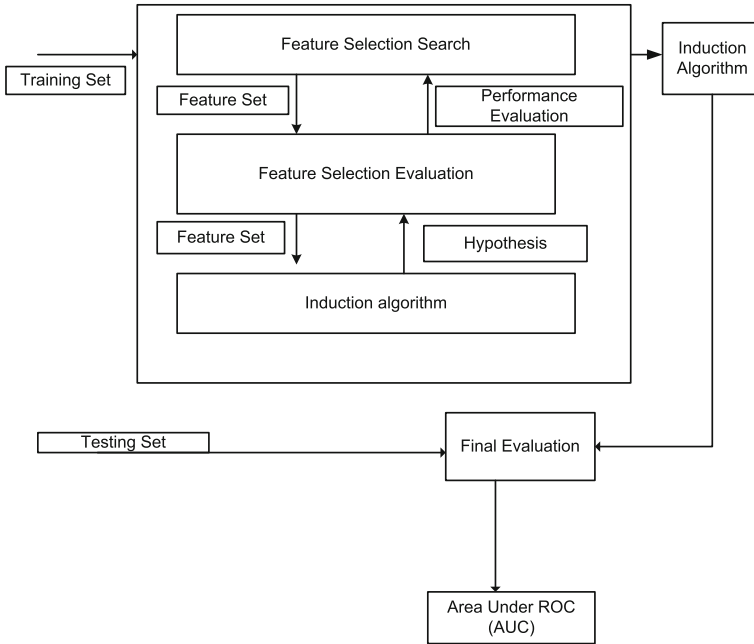 Feature Selection Search
Induction
Algorithm
Training Set
Feature Set
Performance
Evaluation
Feature Selection Evaluation
Feature Set
Hypothesis
Induction algorithm
Testing Set
Final Evaluation
Area Under ROC
(AUC)